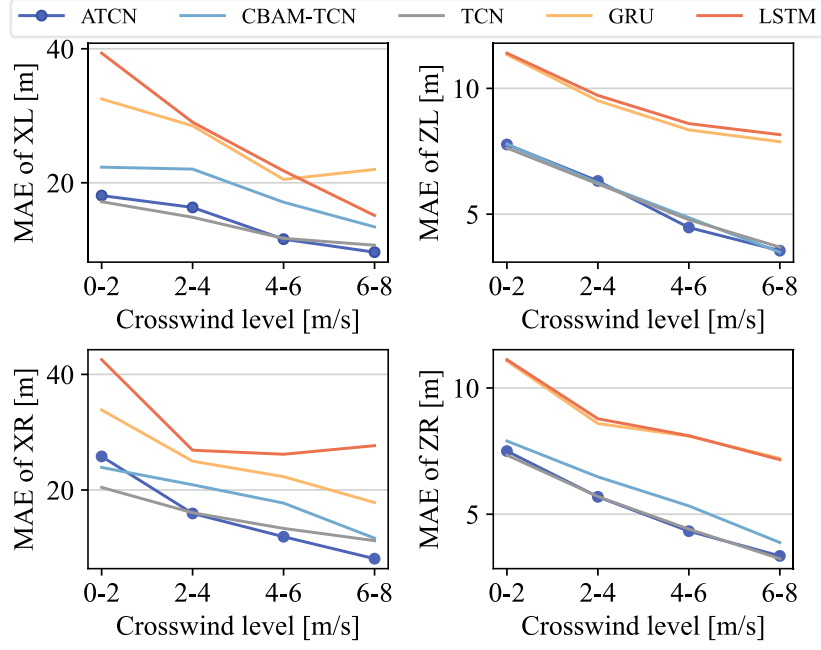 ATCN CBAM-TCN TCN GRU LSTM
MAE of XL [m]
40
20
0-2 2-4 4-6 6-8
Crosswind level [m/s]
MAE of ZL [m]
10
5
0-2 2-4 4-6 6-8
Crosswind level [m/s]
MAE of XR [m]
40
20
0-2 2-4 4-6 6-8
Crosswind level [m/s]
MAE of ZR [m]
10
5
0-2 2-4 4-6 6-8
Crosswind level [m/s]